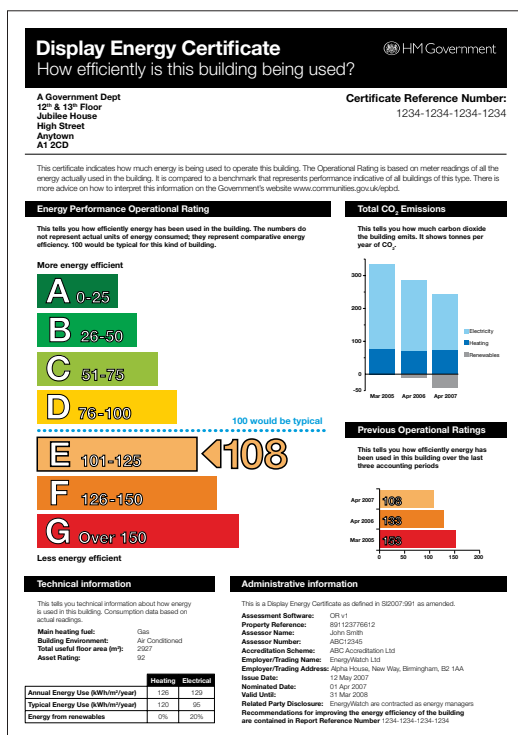 Display Energy Certificate
How efficiently is this building being used?
HM Government
A Government Dept
12th & 13th Floor
Jubilee House
High Street
Anytown
A1 2CD
Certificate Reference Number:
1234-1234-1234-1234
This certificate indicates how much energy is being used to operate this building. The Operational Rating is based on meter readings of all the
energy actually used in the building. It is compared to a benchmark that represents performance indicative of all buildings of this type. There is
more advice on how to interpret this information on the Government's website www.communities.gov.uk/epbd.
Energy Performance Operational Rating
This tells you how efficiently energy has been used in the building. The numbers do
not represent actual units of energy consumed; they represent comparative energy
efficiency. 100 would be typical for this kind of building.
More energy efficient
A 0-25
B 26-50
C 51-75
D 76-100
100 would be typical
E 101-125
108
F 126-150
G Over 150
Less energy efficient
Total CO2 Emissions
This tells you how much carbon dioxide
the building emits. It shows tonnes per
year of CO2.
300
200
100
0
-50
Electricity
Heating
Renewables
Mar 2005 Apr 2006 Apr 2007
Previous Operational Ratings
This tells you how efficiently energy has
been used in this building over the last
three accounting periods
Apr 2007 108
Apr 2006 133
Mar 2005 153
0 50 100 150 200
Technical information
This tells you technical information about how energy
is used in this building. Consumption data based on
actual readings.
Main heating fuel: Gas
Building Environment: Air Conditioned
Total useful floor area (m²): 2927
Asset Rating: 92
Heating Electrical
Annual Energy Use (kWh/m²/year) 126 129
Typical Energy Use (kWh/m²/year) 120 95
Energy from renewables 0% 20%
Administrative information
This is a Display Energy Certificate as defined in SI2007:991 as amended.
Assessment Software: OR v1
Property Reference: 891123776612
Assessor Name: John Smith
Assessor Number: ABC12345
Accreditation Scheme: ABC Accreditation Ltd
Employer/Trading Name: EnergyWatch Ltd
Employer/Trading Address: Alpha House, New Way, Birmingham, B2 1AA
Issue Date: 12 May 2007
Nominated Date: 01 Apr 2007
Valid Until: 31 Mar 2008
Related Party Disclosure: EnergyWatch are contracted as energy managers
Recommendations for improving the energy efficiency of the building
are contained in Report Reference Number 1234-1234-1234-1234